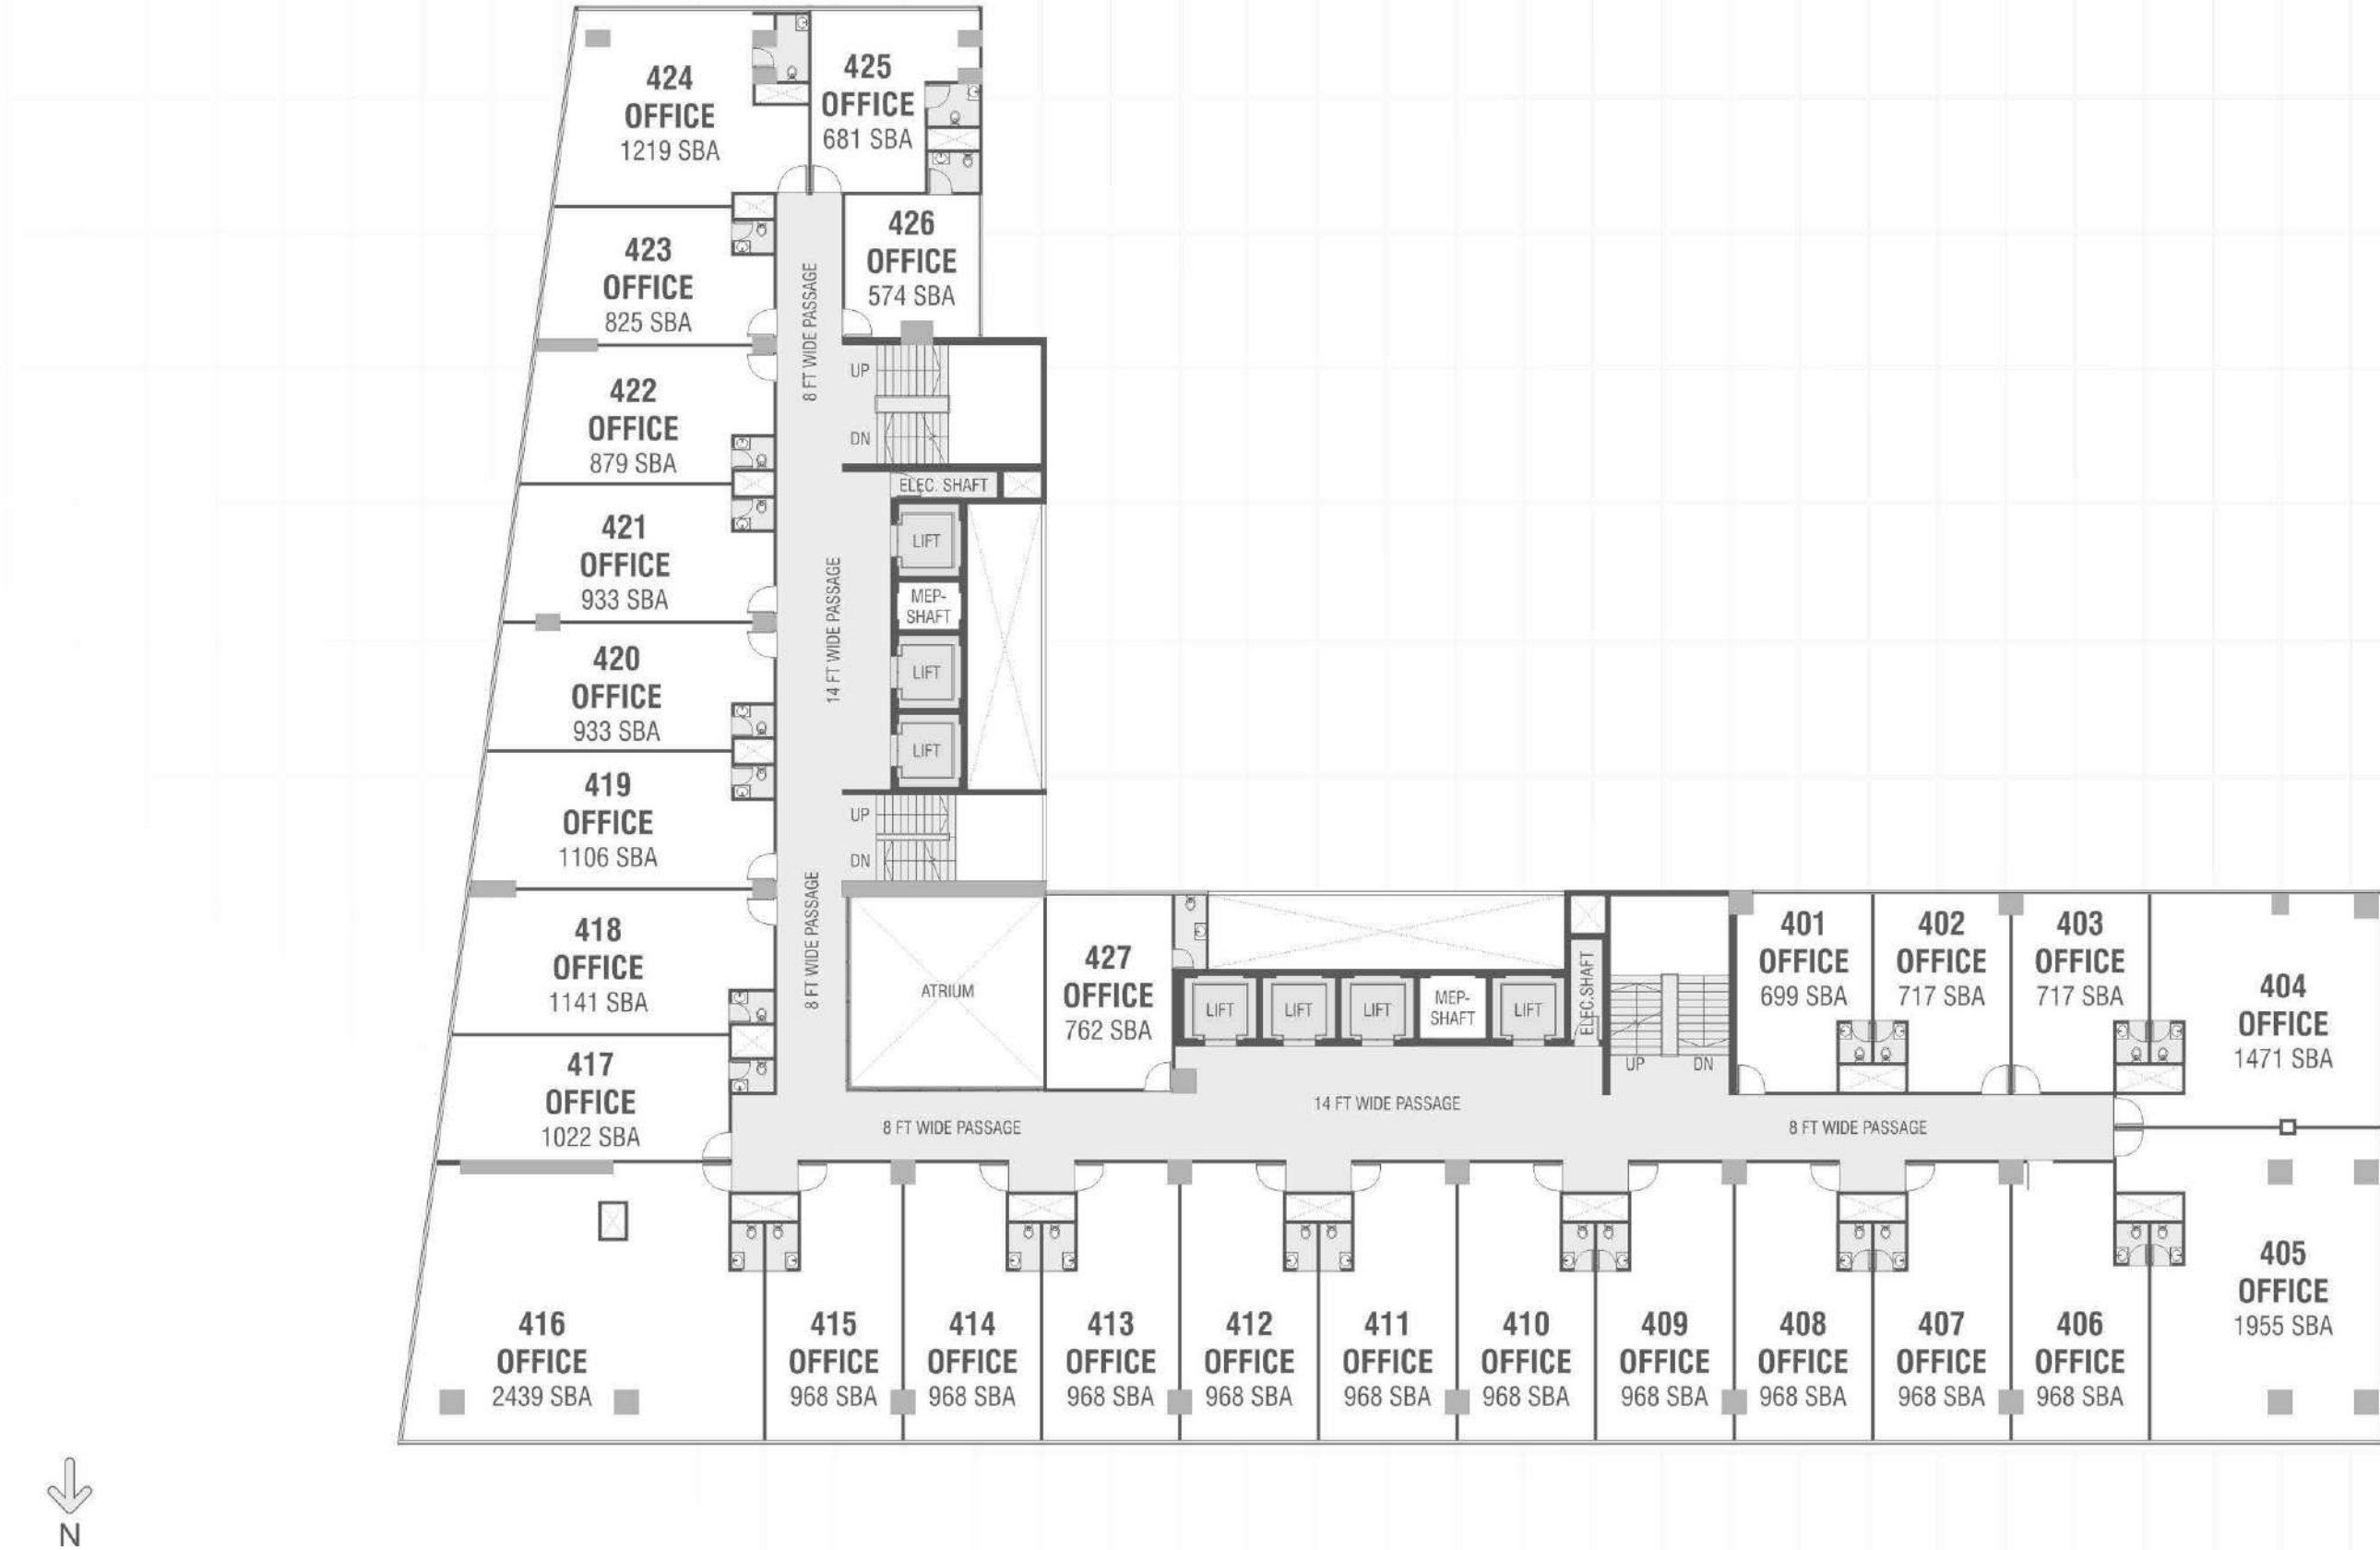 424
OFFICE
1219 SBA
425
OFFICE
681 SBA
423
OFFICE
825 SBA
8 FT WIDE PASSAGE
426
OFFICE
574 SBA
422
OFFICE
879 SBA
UP
DN
ELEC. SHAFT
421
OFFICE
933 SBA
14 FT WIDE PASSAGE
LIFT
MEP-
SHAFT
LIFT
LIFT
420
OFFICE
933 SBA
419
OFFICE
1106 SBA
UP
DN
418
OFFICE
1141 SBA
8 FT WIDE PASSAGE
ATRIUM
427
OFFICE
762 SBA
LIFT
LIFT
LIFT
MEP-
SHAFT
LIFT
ELEC.SHAFT
UP
DN
401
OFFICE
699 SBA
402
OFFICE
717 SBA
403
OFFICE
717 SBA
404
OFFICE
1471 SBA
417
OFFICE
1022 SBA
8 FT WIDE PASSAGE
14 FT WIDE PASSAGE
8 FT WIDE PASSAGE
416
OFFICE
2439 SBA
415
OFFICE
968 SBA
414
OFFICE
968 SBA
413
OFFICE
968 SBA
412
OFFICE
968 SBA
411
OFFICE
968 SBA
410
OFFICE
968 SBA
409
OFFICE
968 SBA
408
OFFICE
968 SBA
407
OFFICE
968 SBA
406
OFFICE
968 SBA
405
OFFICE
1955 SBA
N